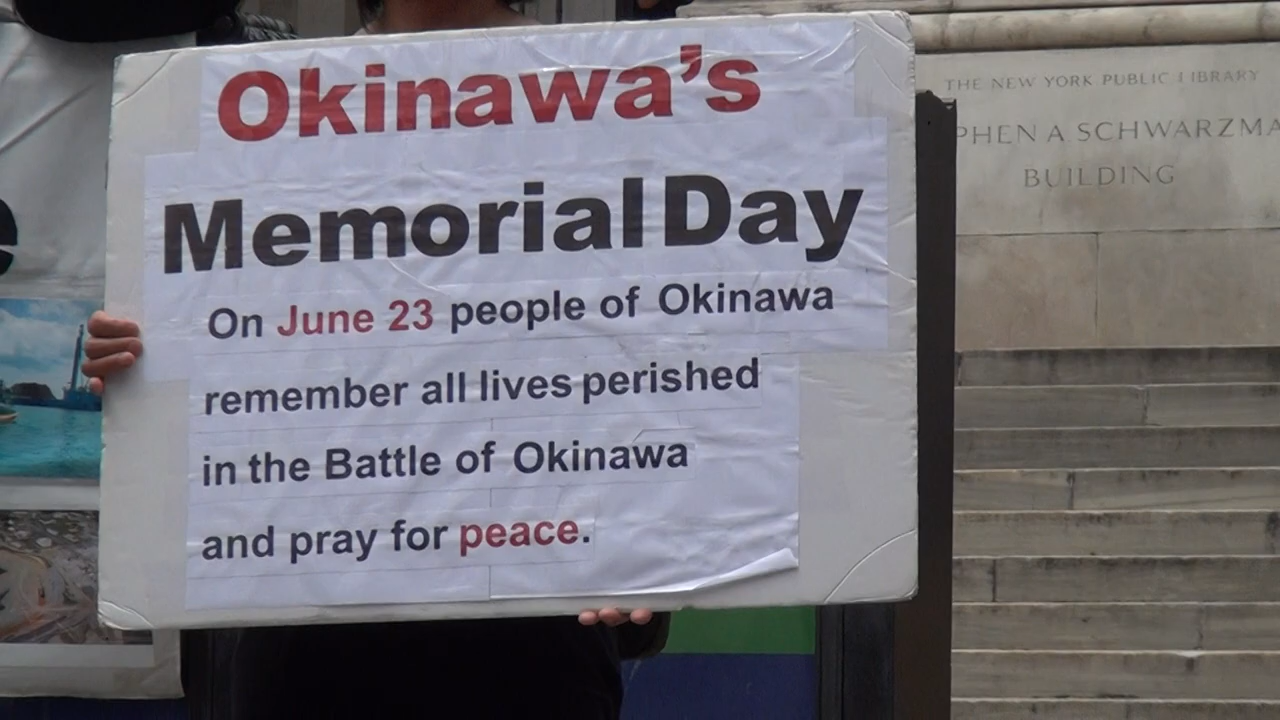 Okinawa's
Memorial Day
On June 23 people of Okinawa
remember all lives perished
in the Battle of Okinawa
and pray for peace.
THE NEW YORK PUBLIC LIBRARY
PHEN A. SCHWARZMA
BUILDING
e